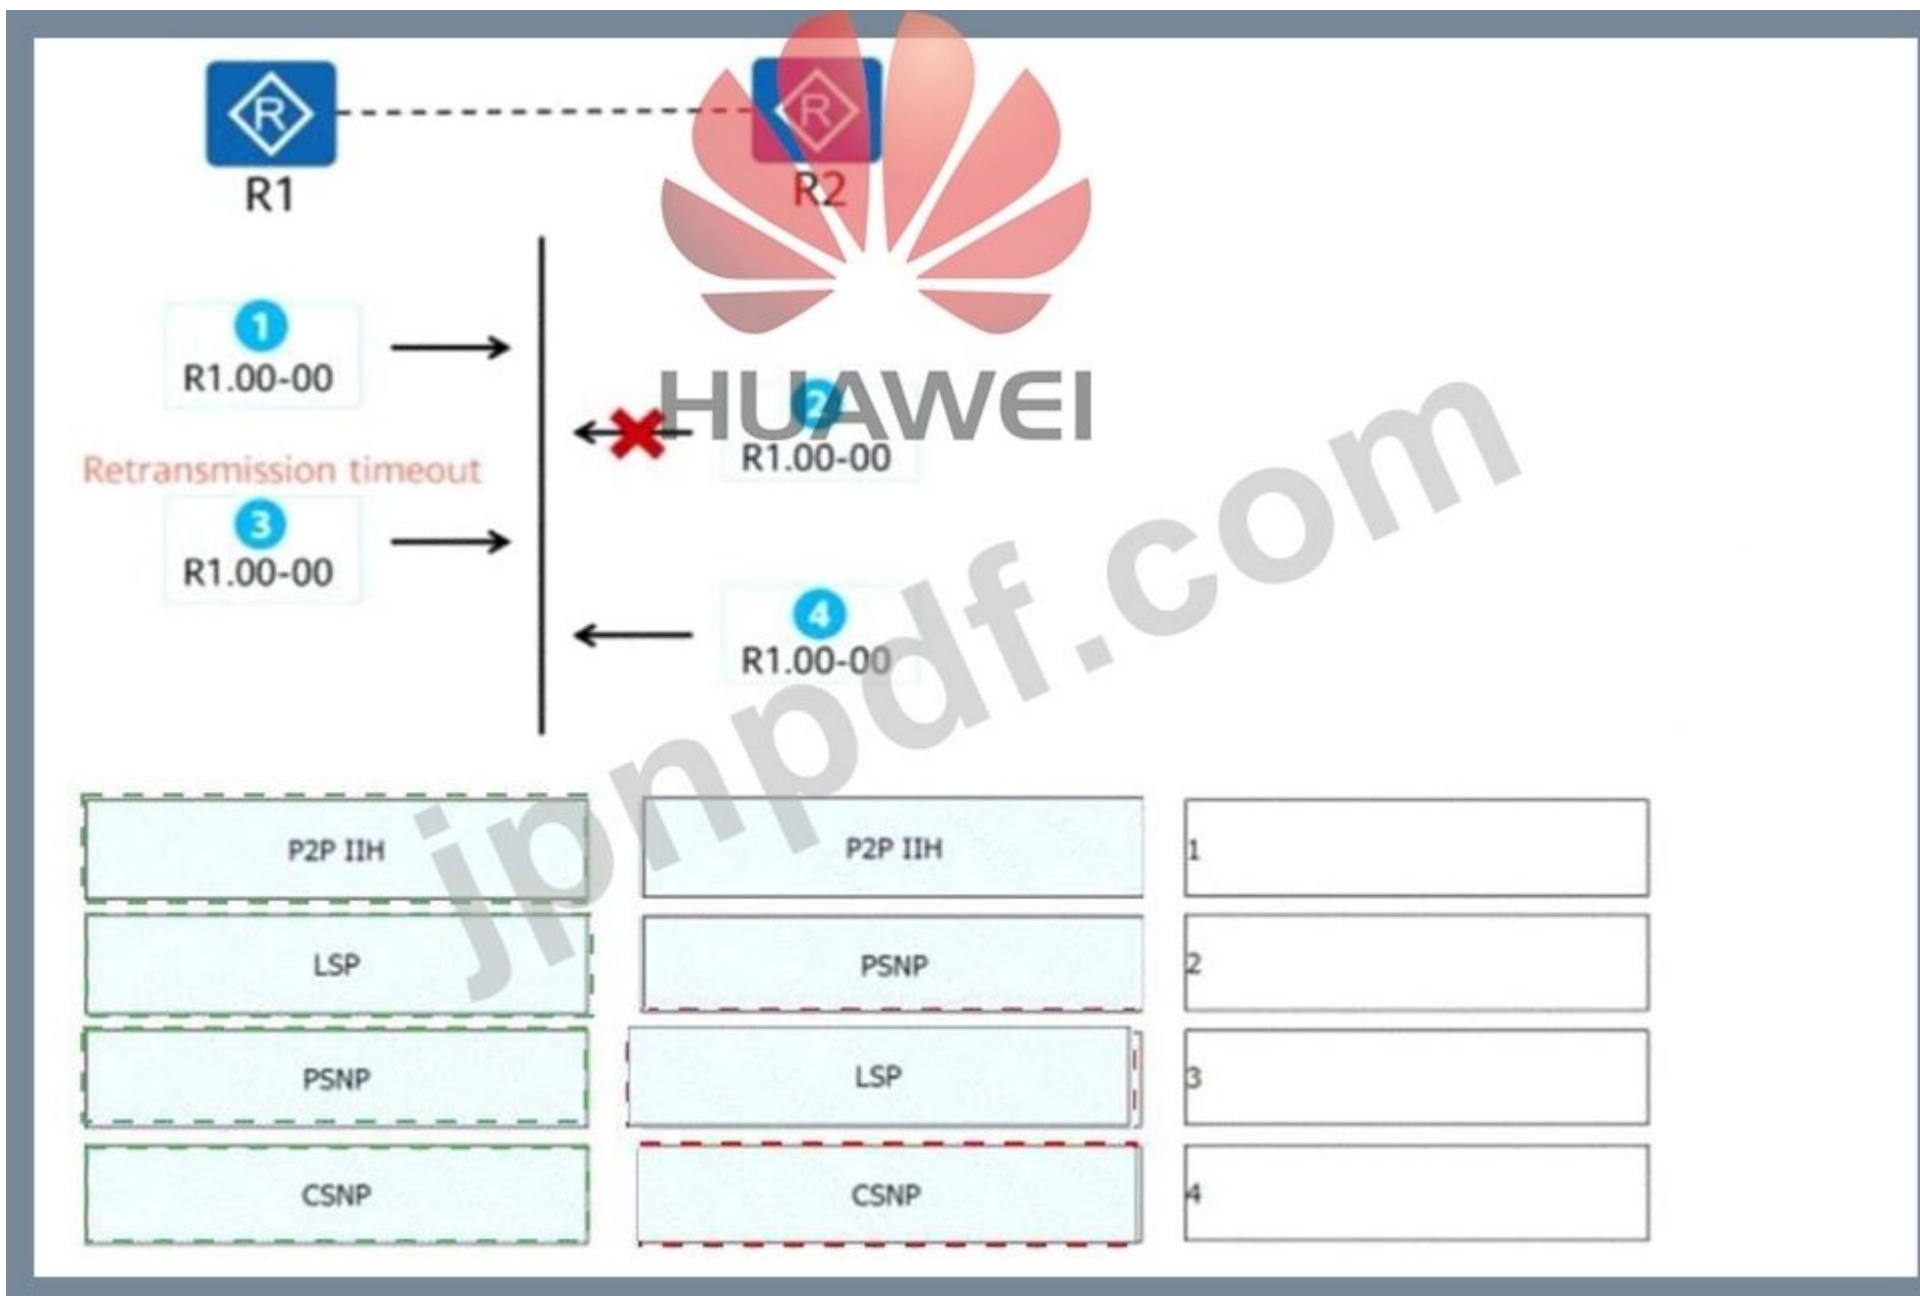 R
R
R1
R2
1
R1.00-00
HUAWEI
2
R1.00-00
Retransmission timeout
3
R1.00-00
4
R1.00-00
jpnpdf.com
P2P IIH
P2P IIH
1
LSP
PSNP
2
PSNP
LSP
3
CSNP
CSNP
4